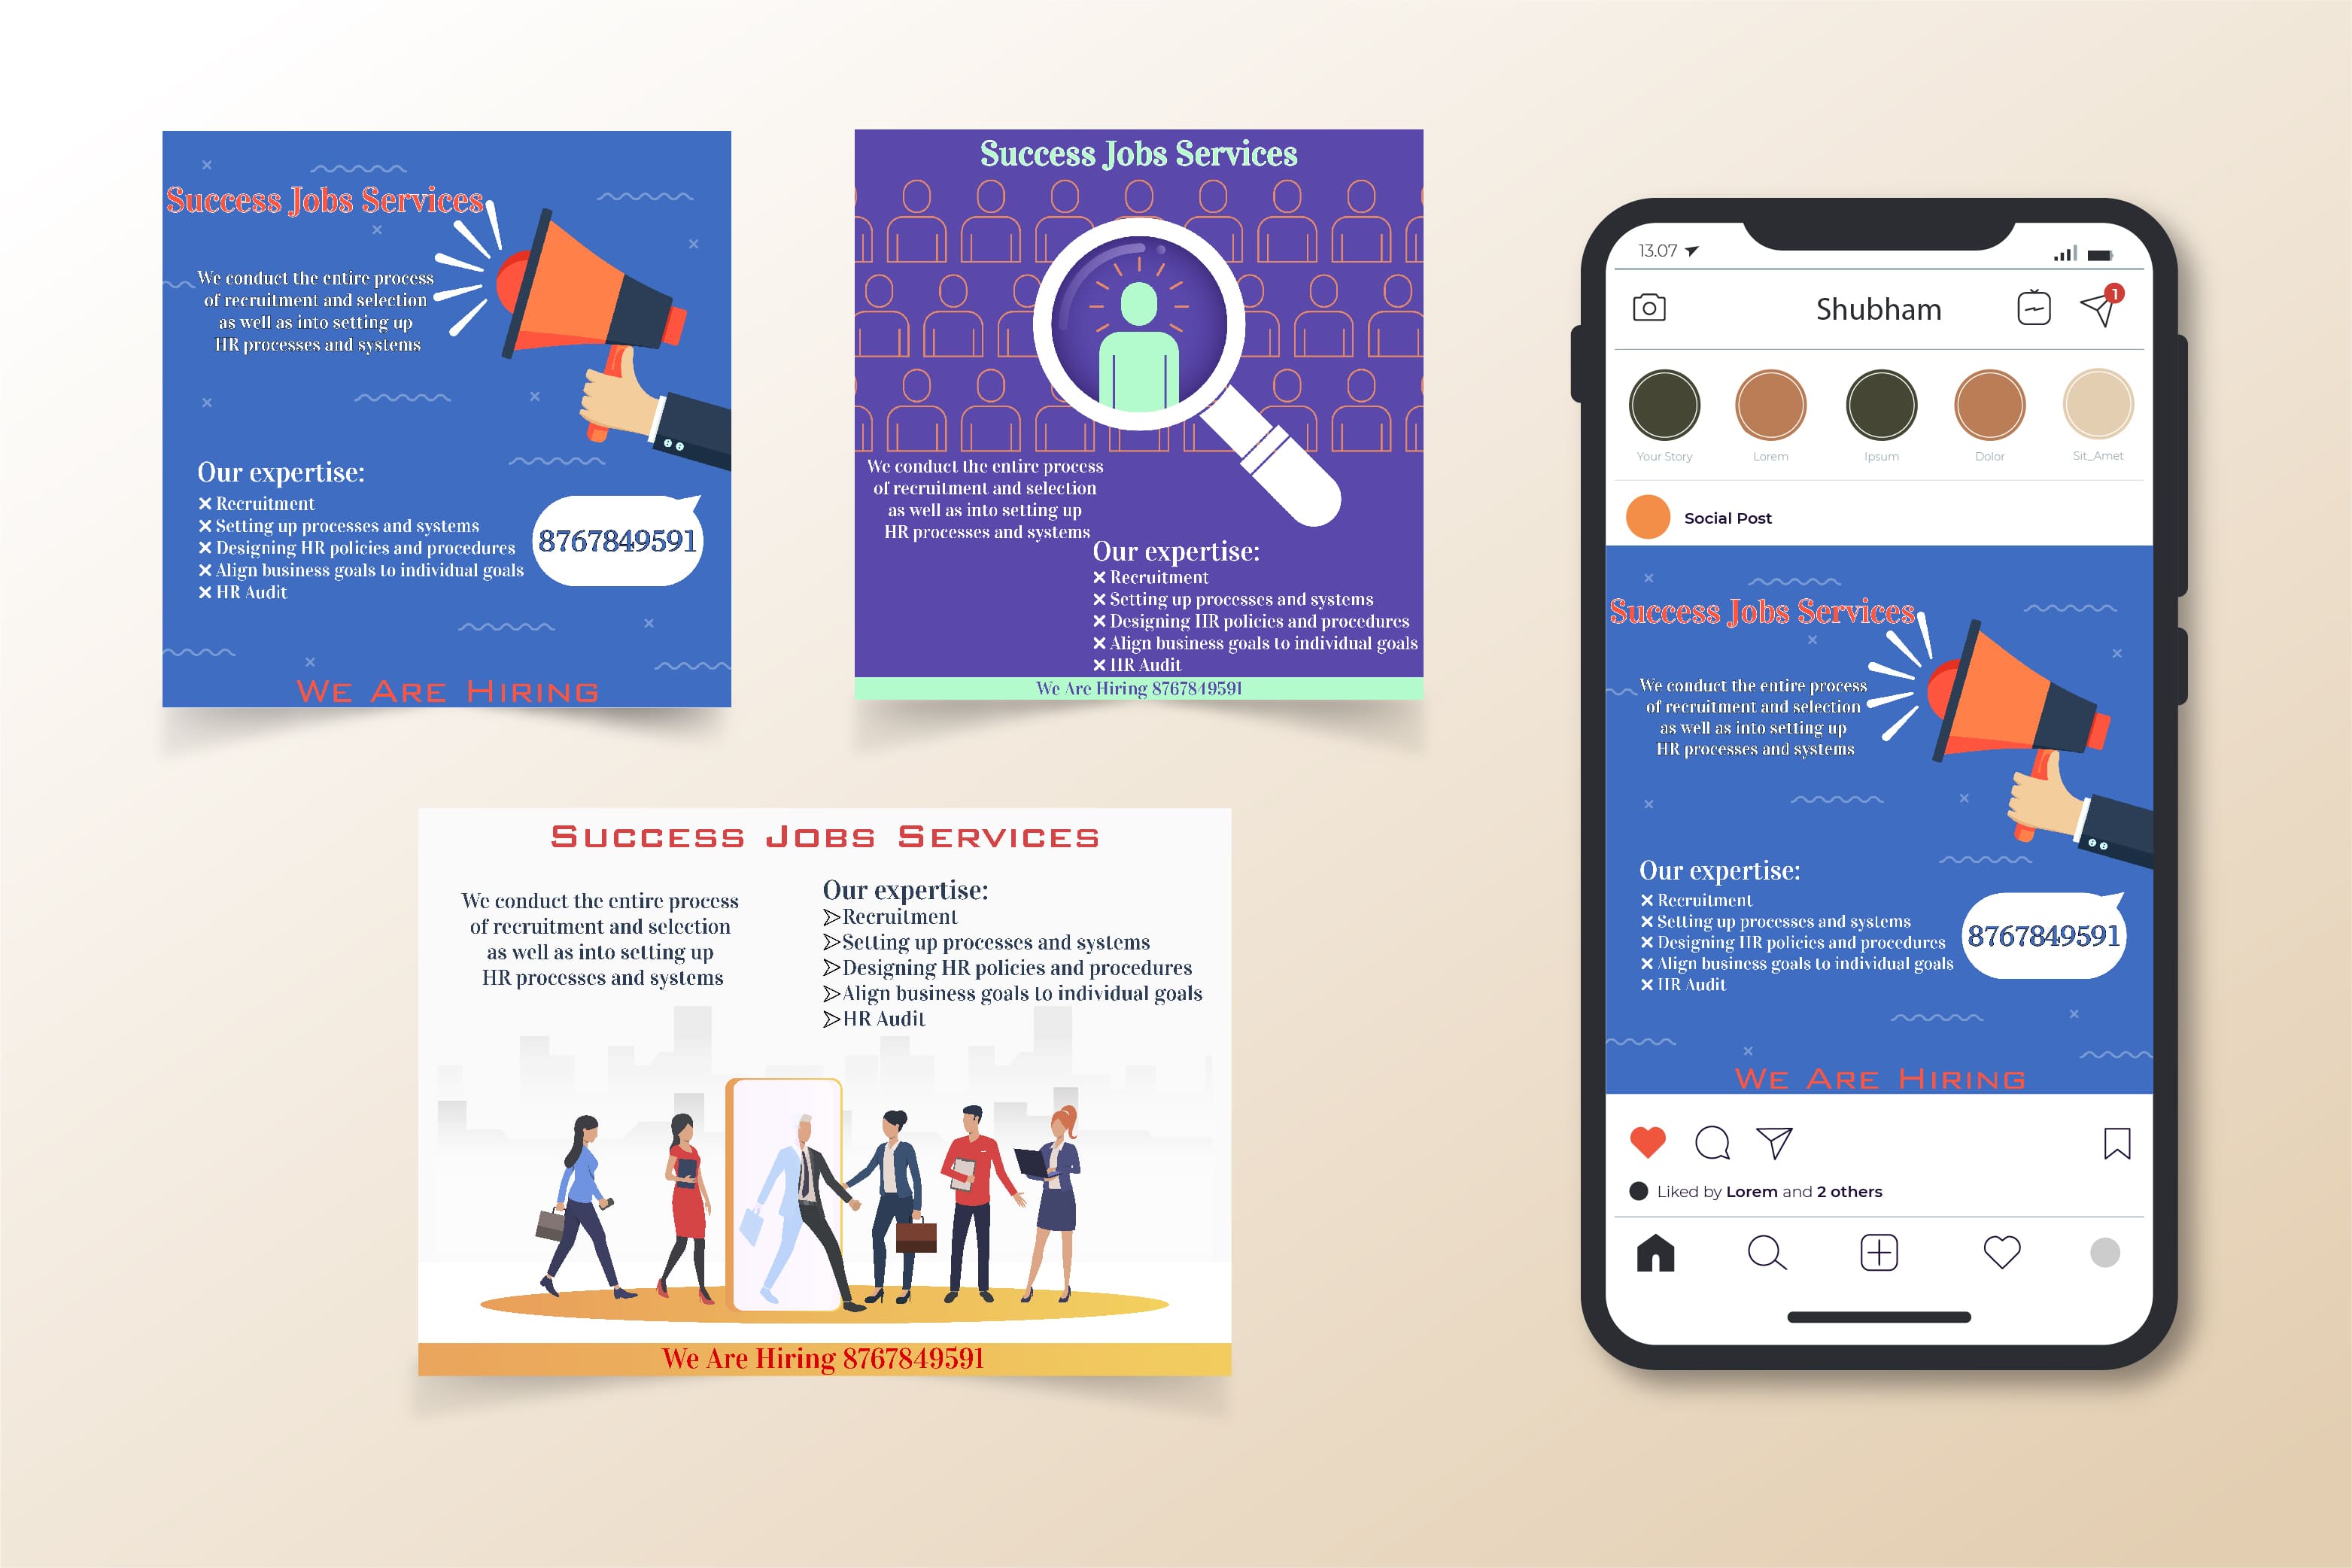 Success Jobs Services
We conduct the entire process
of recruitment and selection
as well as into setting up
HR processes and systems
Our expertise:
Recruitment
Setting up processes and systems
Designing HR policies and procedures
Align business goals to individual goals
HR Audit
8767849591
We Are Hiring
Success Jobs Services
We conduct the entire process
of recruitment and selection
as well as into setting up
HR processes and systems
Our expertise:
Recruitment
Setting up processes and systems
Designing HR policies and procedures
Align business goals to individual goals
HR Audit
We Are Hiring 8767849591
Success Jobs Services
We conduct the entire process
of recruitment and selection
as well as into setting up
HR processes and systems
Our expertise:
Recruitment
Setting up processes and systems
Designing HR policies and procedures
Align business goals to individual goals
HR Audit
We Are Hiring 8767849591
13.07
Shubham
1
Your Story Lorem Ipsum Dolor Sit_Amet
Social Post
Success Jobs Services
We conduct the entire process
of recruitment and selection
as well as into setting up
HR processes and systems
Our expertise:
Recruitment
Setting up processes and systems
Designing HR policies and procedures
Align business goals to individual goals
HR Audit
8767849591
We Are Hiring
Liked by Lorem and 2 others